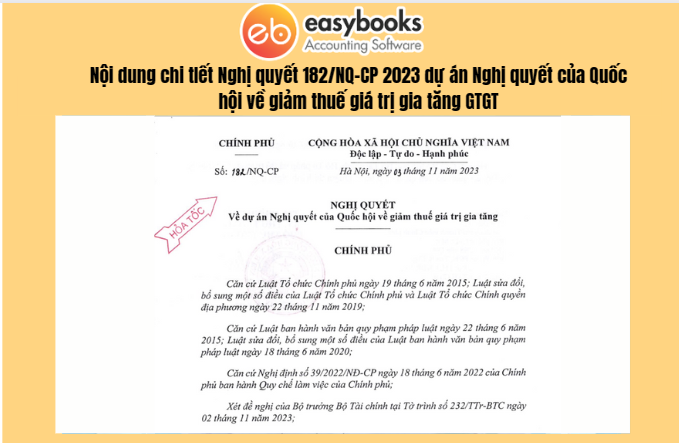 eb easybooks
Accounting Software
Nội dung chi tiết Nghị quyết 182/NQ-CP 2023 dự án Nghị quyết của Quốc
hội về giảm thuế giá trị gia tăng GTGT
CHÍNH PHỦ CỘNG HÒA XÃ HỘI CHỦ NGHĨA VIỆT NAM
Độc lập - Tự do - Hạnh phúc
Số: 182/NQ-CP Hà Nội, ngày 03 tháng 11 năm 2023
HỎA TỐC
NGHỊ QUYẾT
Về dự án Nghị quyết của Quốc hội về giảm thuế giá trị gia tăng
CHÍNH PHỦ
Căn cứ Luật Tổ chức Chính phủ ngày 19 tháng 6 năm 2015; Luật sửa đổi,
bổ sung một số điều của Luật Tổ chức Chính phủ và Luật Tổ chức Chính quyền
địa phương ngày 22 tháng 11 năm 2019;
Căn cứ Luật ban hành văn bản quy phạm pháp luật ngày 22 tháng 6 năm
2015; Luật sửa đổi, bổ sung một số điều của Luật ban hành văn bản quy phạm
pháp luật ngày 18 tháng 6 năm 2020;
Căn cứ Nghị định số 39/2022/NĐ-CP ngày 18 tháng 6 năm 2022 của Chính
phủ ban hành Quy chế làm việc của Chính phủ;
Xét đề nghị của Bộ trưởng Bộ Tài chính tại Tờ trình số 232/TTr-BTC ngày
02 tháng 11 năm 2023;